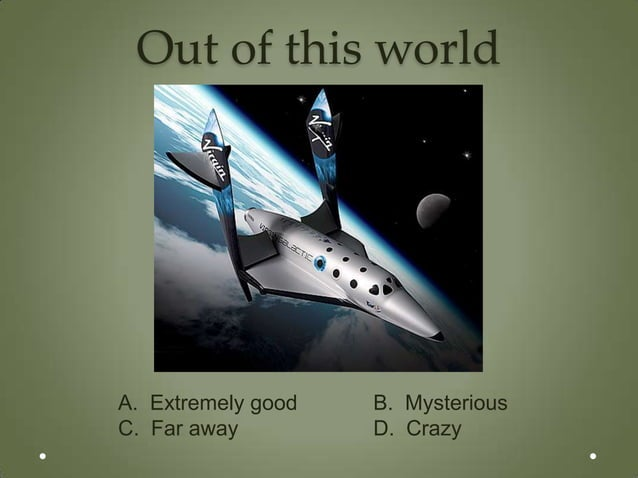 Out of this world
Virgin
Virgin
VIRGIN GALACTIC
A. Extremely good
B. Mysterious
C. Far away
D. Crazy